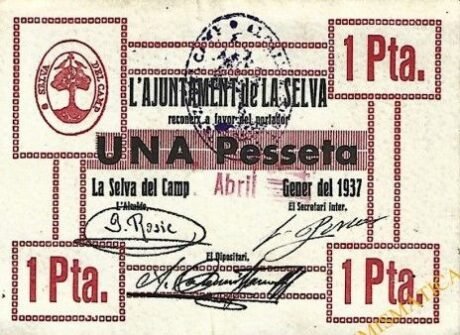 SELVA DEL CAMP
1 Pta.
L'AJUNTAMENT de LA SELVA
reconeix a favor del portador
UNA Pesseta
La Selva del Camp Abril Gener del 1937
L'Alcalde, El Secretari Inter.
El Dipositari,
1 Pta. 1 Pta.